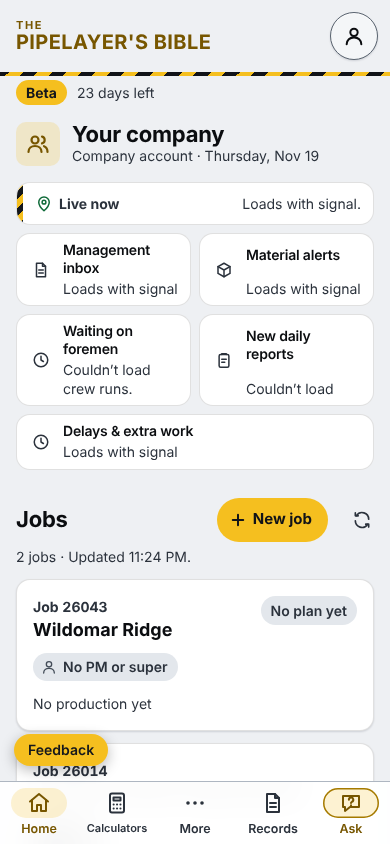 THE
PIPELAYER'S BIBLE
Beta 23 days left
Your company
Company account · Thursday, Nov 19
Live now Loads with signal.
Management
inbox
Loads with signal
Material alerts
Loads with signal
Waiting on
foremen
Couldn’t load
crew runs.
New daily
reports
Couldn’t load
Delays & extra work
Loads with signal
Jobs
New job
2 jobs · Updated 11:24 PM.
Job 26043
No plan yet
Wildomar Ridge
No PM or super
No production yet
Feedback
Job 26014
Home Calculators More Records Ask